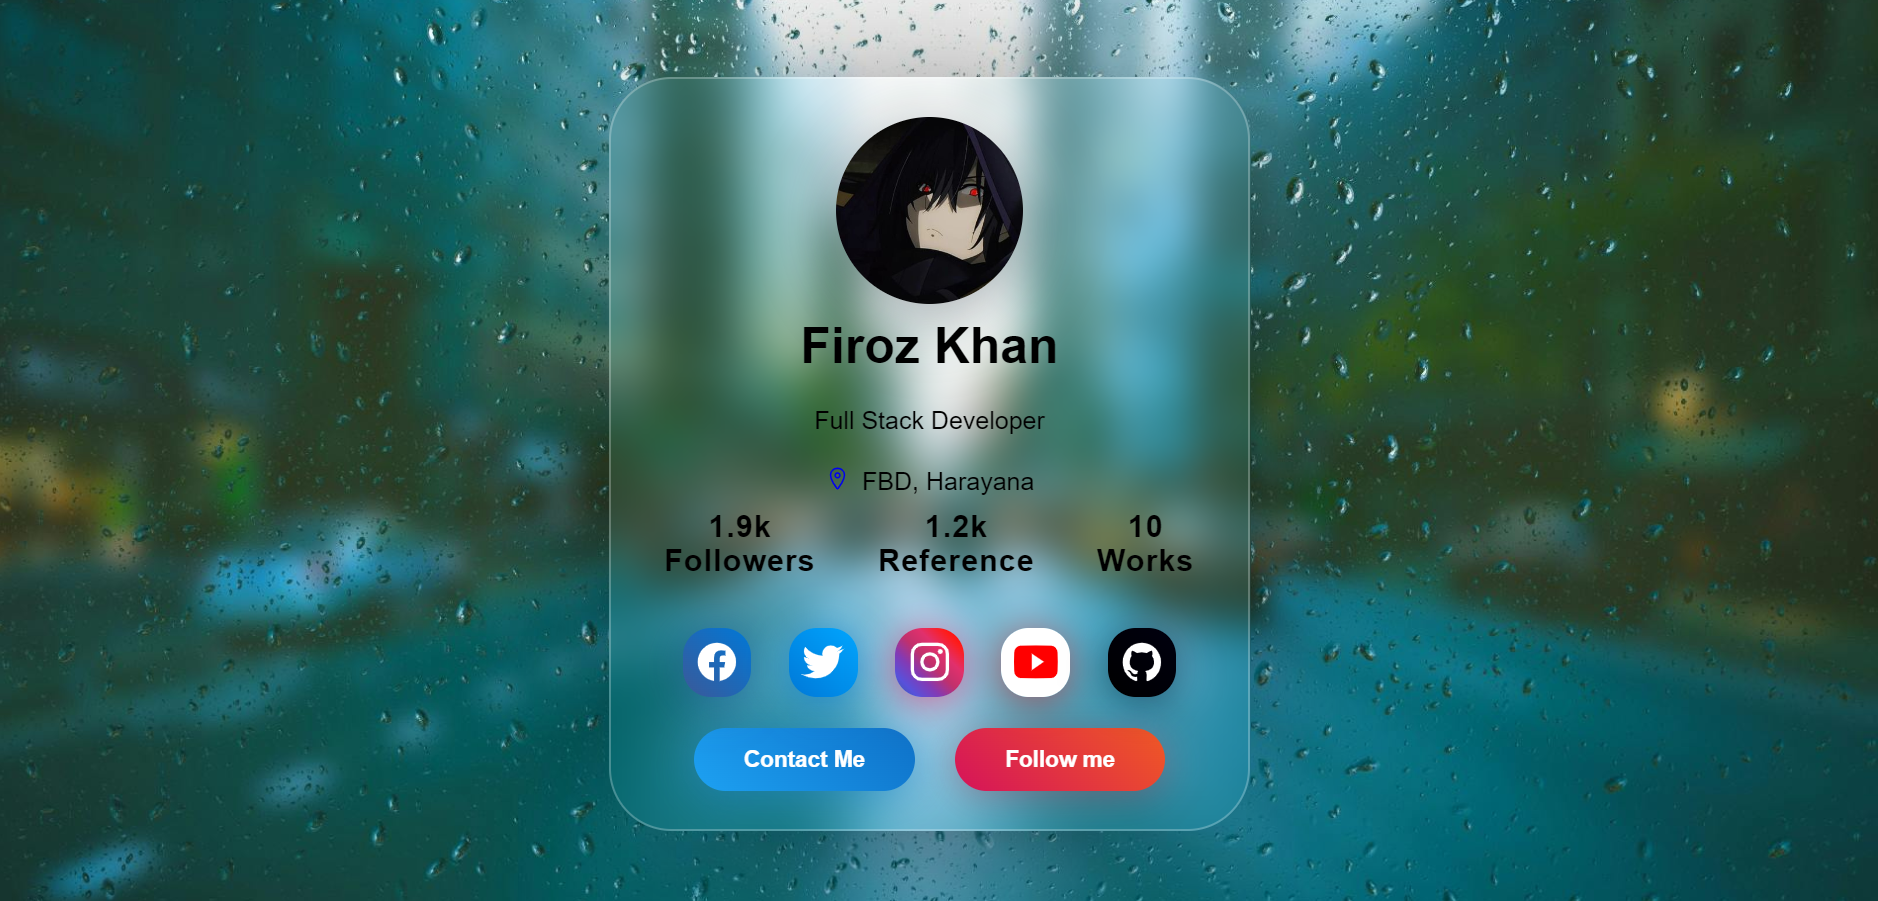 Firoz Khan
Full Stack Developer
FBD, Harayana
1.9k 1.2k 10
Followers Reference Works
Contact Me Follow me